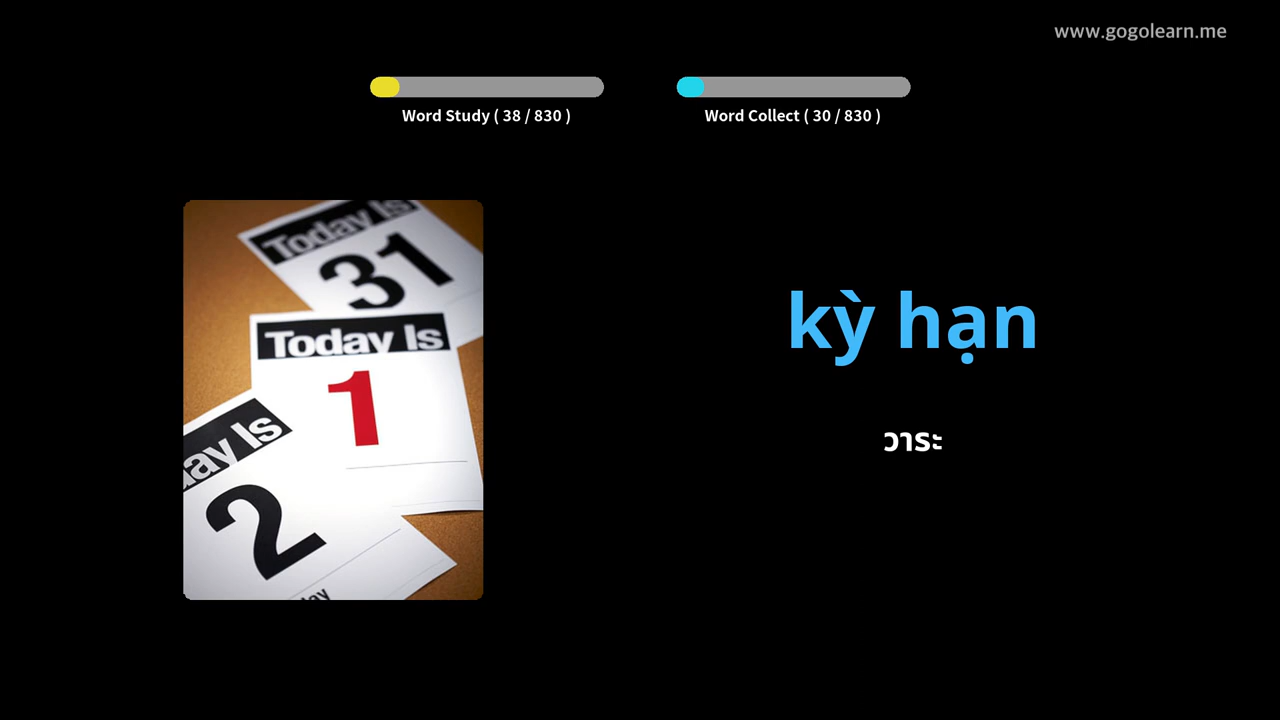 www.gogolearn.me
Word Study ( 38 / 830 )
Word Collect ( 30 / 830 )
Today Is
31
Today Is
1
ay Is
2
kỳ hạn
วาระ